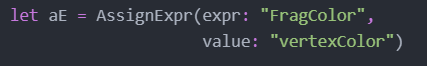 let aE = AssignExpr(expr: "FragColor",
                    value: "vertexColor")